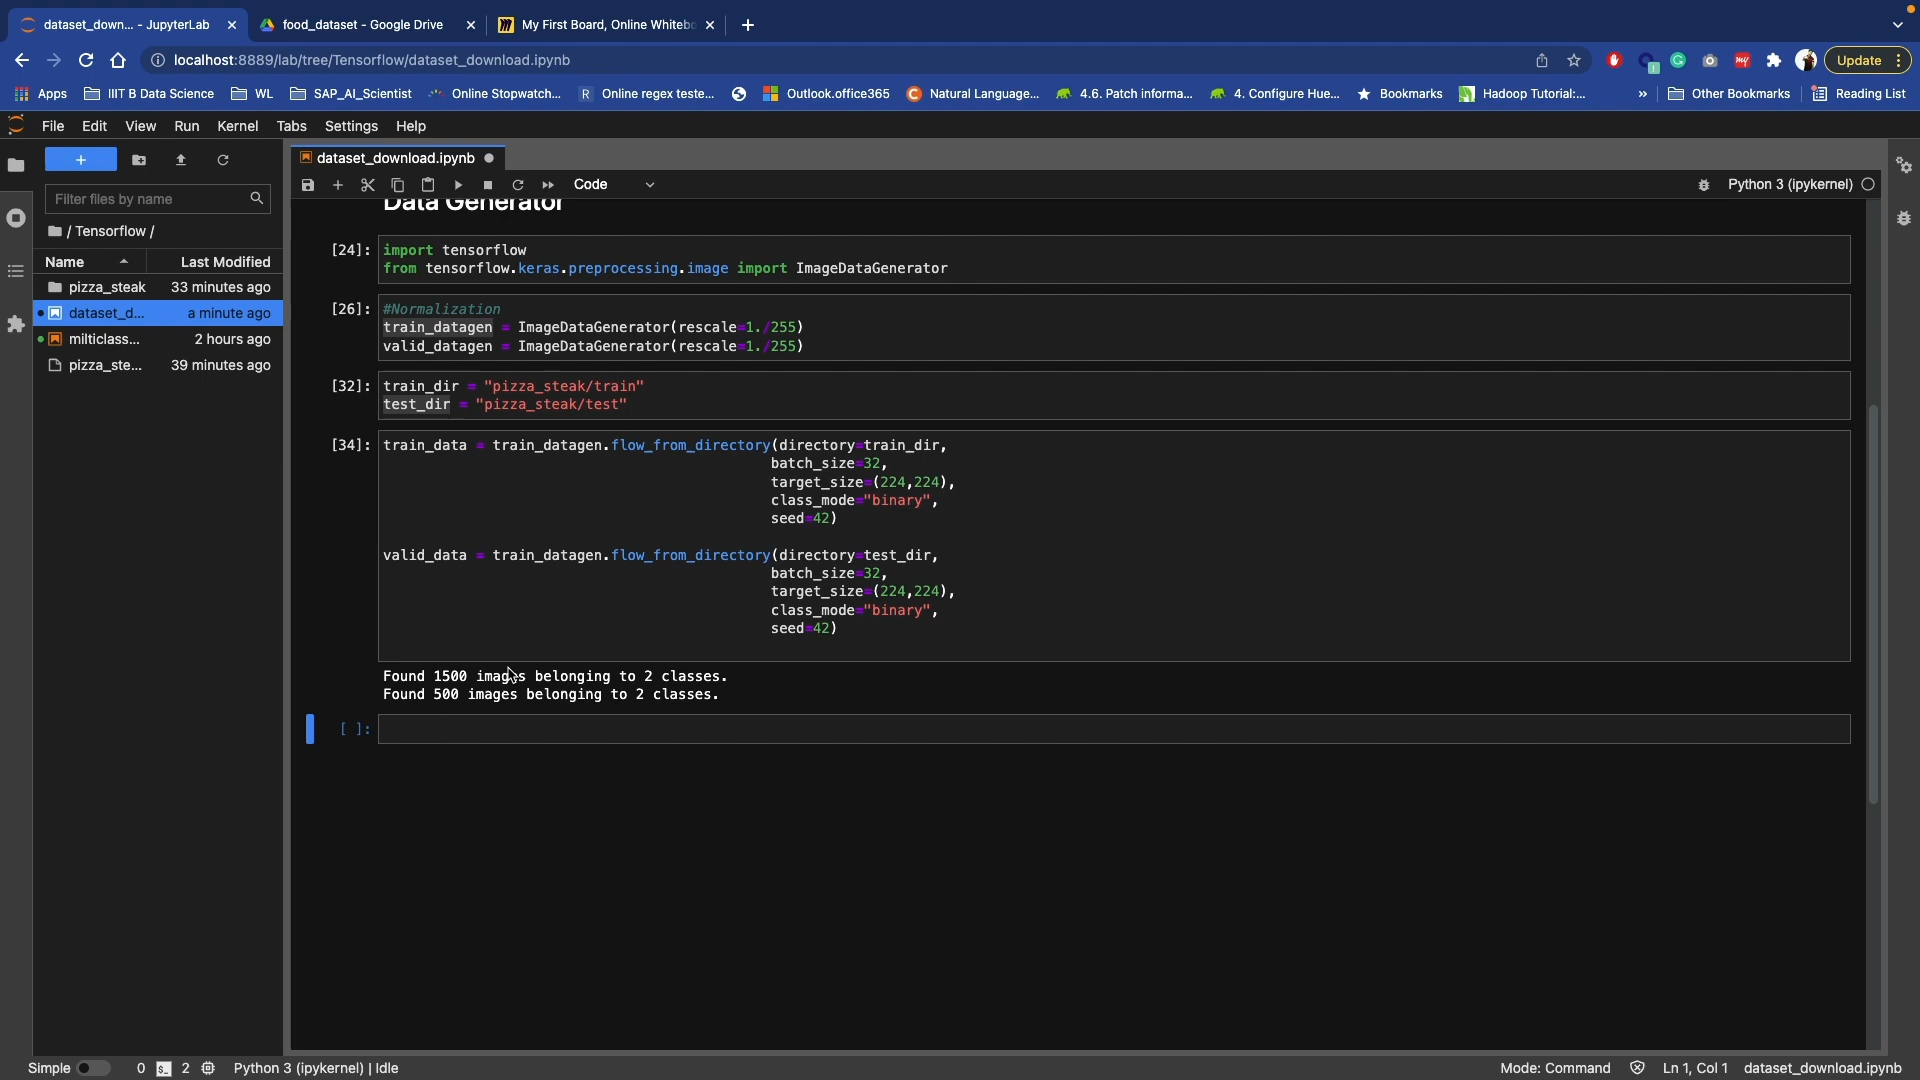 dataset_down... - JupyterLab
food_dataset - Google Drive
My First Board, Online Whitebo
localhost:8889/lab/tree/Tensorflow/dataset_download.ipynb
Update
Apps
IIT B Data Science
WL
SAP_AI_Scientist
Online Stopwatch...
Online regex teste...
Outlook.office365
Natural Language...
4.6. Patch informa...
4. Configure Hue...
Bookmarks
Hadoop Tutorial:...
»
Other Bookmarks
Reading List
File
Edit
View
Run
Kernel
Tabs
Settings
Help
Filter files by name
/ Tensorflow /
Name
Last Modified
pizza_steak 33 minutes ago
dataset_d... a minute ago
milticlass... 2 hours ago
pizza_ste... 39 minutes ago
dataset_download.ipynb
Code
Python 3 (ipykernel)
Data Generator
[24]: import tensorflow
from tensorflow.keras.preprocessing.image import ImageDataGenerator
[26]: #Normalization
train_datagen = ImageDataGenerator(rescale=1./255)
valid_datagen = ImageDataGenerator(rescale=1./255)
[32]: train_dir = "pizza_steak/train"
test_dir = "pizza_steak/test"
[34]: train_data = train_datagen.flow_from_directory(directory=train_dir,
batch_size=32,
target_size=(224,224),
class_mode="binary",
seed=42)
valid_data = train_datagen.flow_from_directory(directory=test_dir,
batch_size=32,
target_size=(224,224),
class_mode="binary",
seed=42)
Found 1500 images belonging to 2 classes.
Found 500 images belonging to 2 classes.
[ ]:
Simple
0
2
Python 3 (ipykernel) | Idle
Mode: Command
Ln 1, Col 1
dataset_download.ipynb